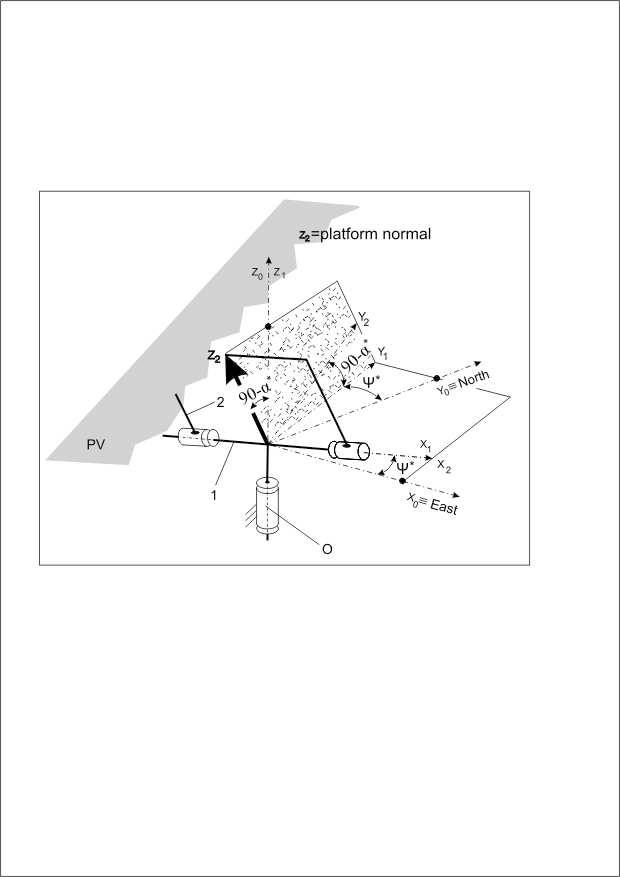 z₂=platform normal
Z₀ Z₁
Y₂
Z₂
90-α*
Y₁
90-α*
Ψ*
Y₀≡ North
2
PV
X₁
X₂
Ψ*
1
X₀≡ East
O